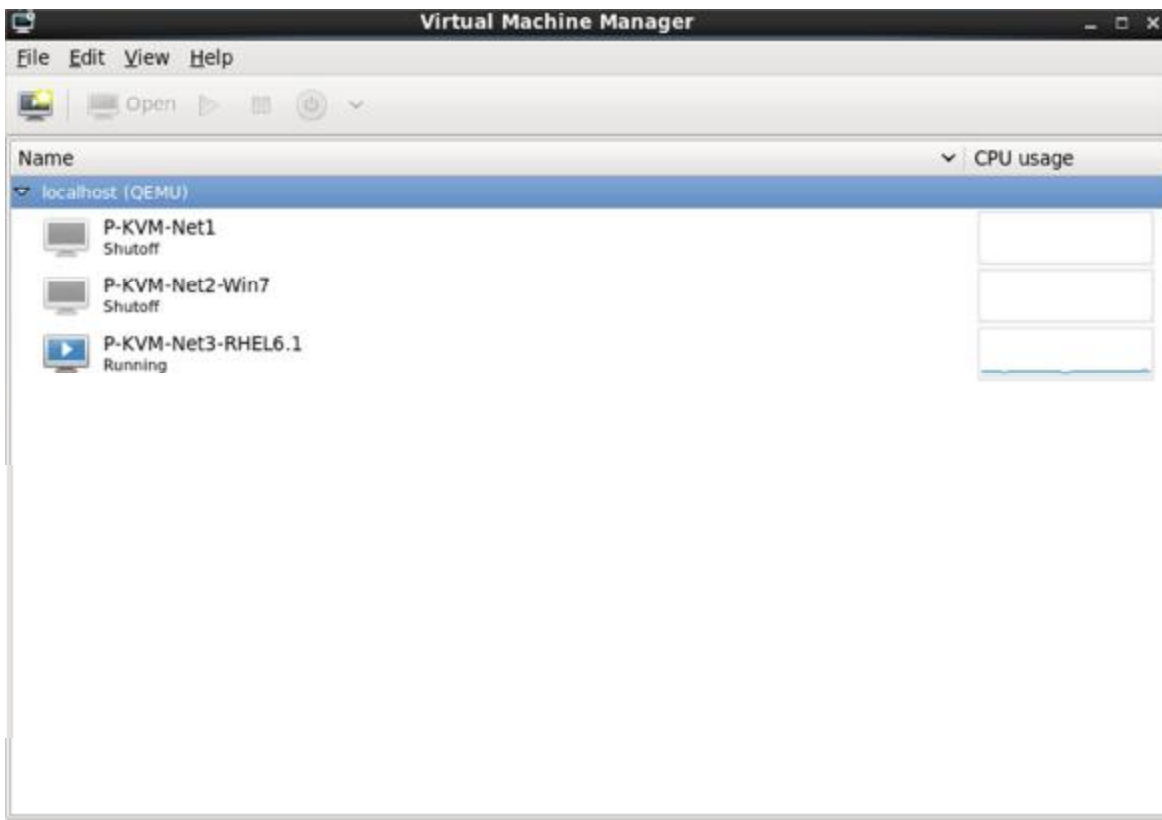 Virtual Machine Manager
File Edit View Help
Open
Name CPU usage
localhost (QEMU)
P-KVM-Net1
Shutoff
P-KVM-Net2-Win7
Shutoff
P-KVM-Net3-RHEL6.1
Running